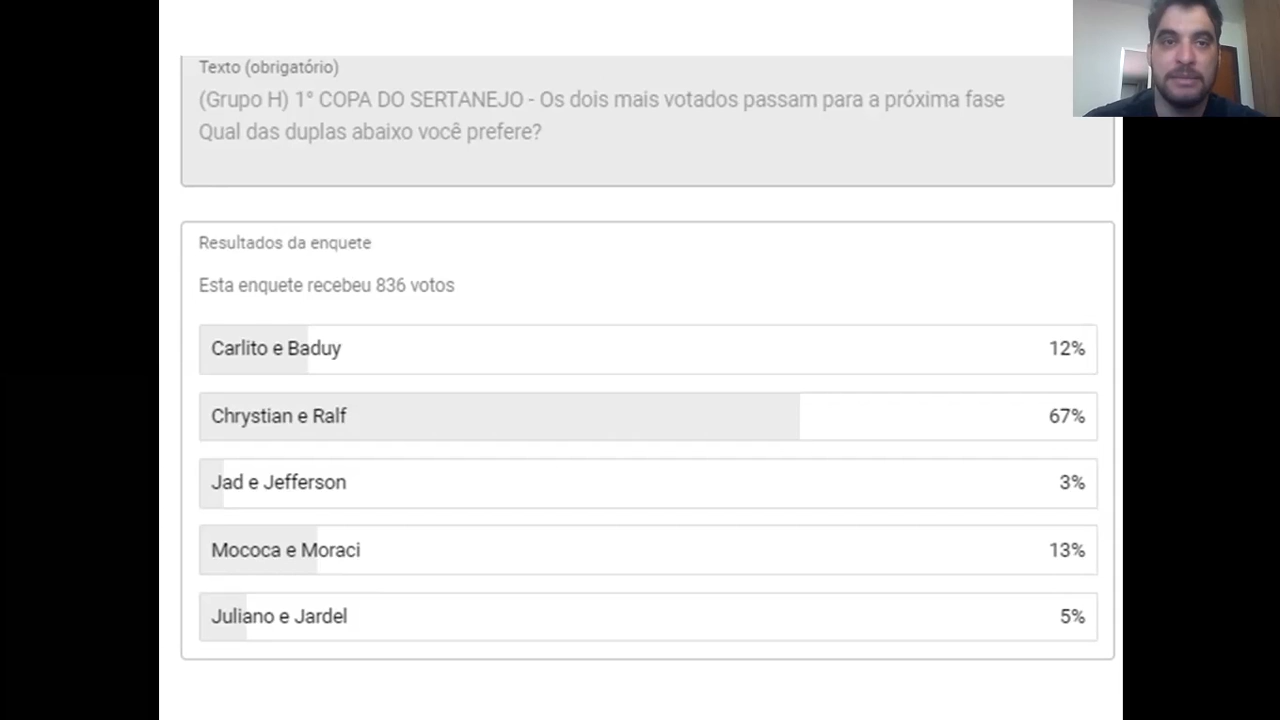 Texto (obrigatório)
(Grupo H) 1° COPA DO SERTANEJO - Os dois mais votados passam para a próxima fase
Qual das duplas abaixo você prefere?
Resultados da enquete
Esta enquete recebeu 836 votos
Carlito e Baduy 12%
Chrystian e Ralf 67%
Jad e Jefferson 3%
Mococa e Moraci 13%
Juliano e Jardel 5%